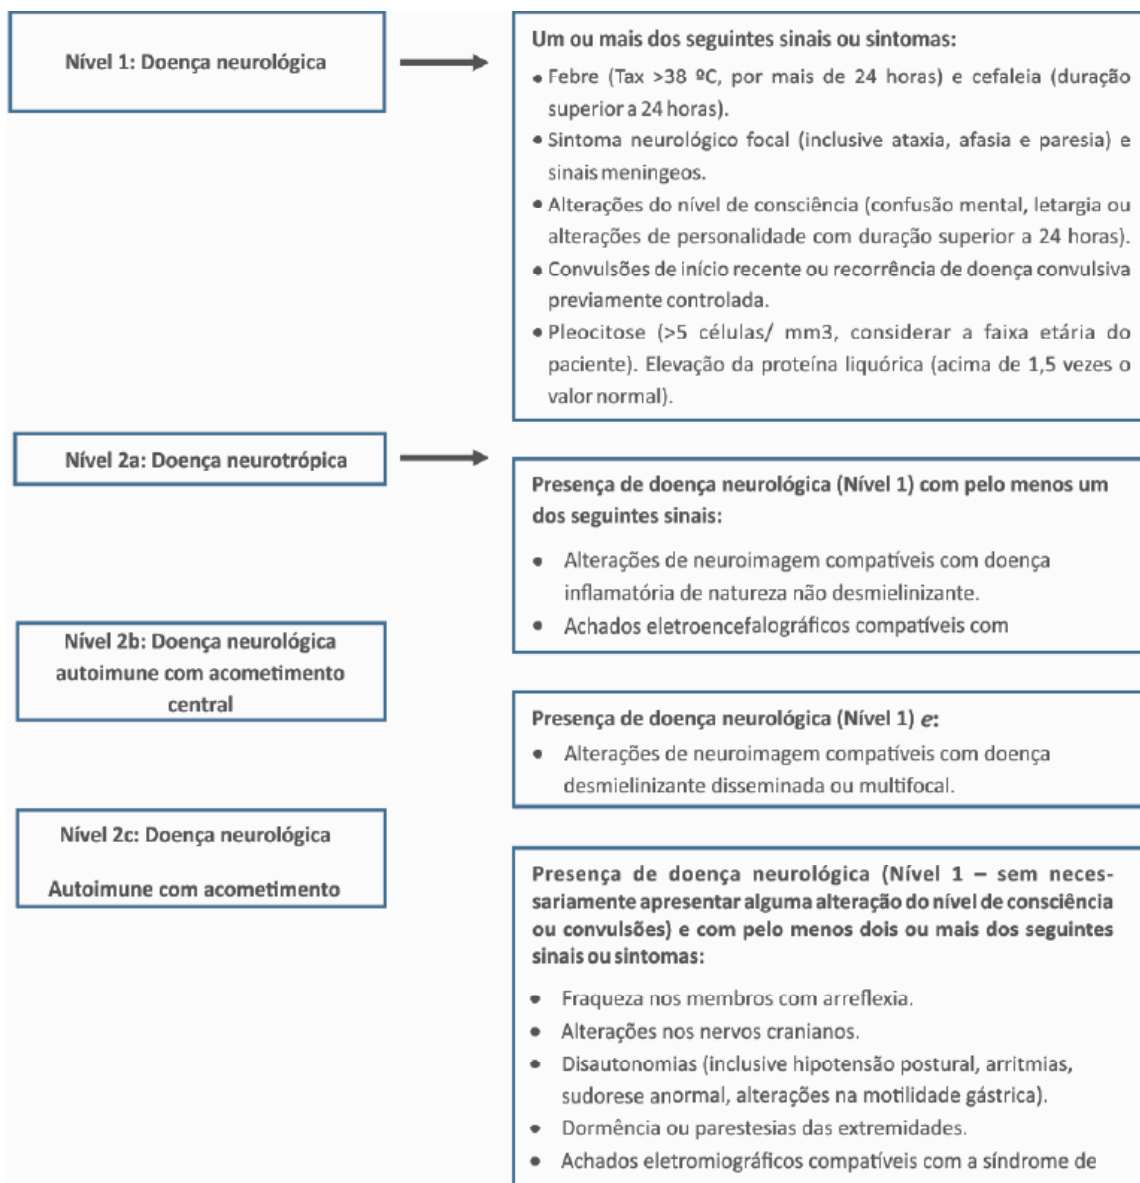 Nível 1: Doença neurológica
Um ou mais dos seguintes sinais ou sintomas:
• Febre (Tax >38 ºC, por mais de 24 horas) e cefaleia (duração
superior a 24 horas).
• Sintoma neurológico focal (inclusive ataxia, afasia e paresia) e
sinais meningeos.
• Alterações do nível de consciência (confusão mental, letargia ou
alterações de personalidade com duração superior a 24 horas).
• Convulsões de início recente ou recorrência de doença convulsiva
previamente controlada.
• Pleocitose (>5 células/ mm3, considerar a faixa etária do
paciente). Elevação da proteína liquórica (acima de 1,5 vezes o
valor normal).
Nível 2a: Doença neurotrópica
Presença de doença neurológica (Nível 1) com pelo menos um
dos seguintes sinais:
• Alterações de neuroimagem compatíveis com doença
inflamatória de natureza não desmielinizante.
• Achados eletroencefalográficos compatíveis com
Nível 2b: Doença neurológica
autoimune com acometimento
central
Presença de doença neurológica (Nível 1) e:
• Alterações de neuroimagem compatíveis com doença
desmielinizante disseminada ou multifocal.
Nível 2c: Doença neurológica
Autoimune com acometimento
Presença de doença neurológica (Nível 1 – sem neces-
sariamente apresentar alguma alteração do nível de consciência
ou convulsões) e com pelo menos dois ou mais dos seguintes
sinais ou sintomas:
• Fraqueza nos membros com arreflexia.
• Alterações nos nervos cranianos.
• Disautonomias (inclusive hipotensão postural, arritmias,
sudorese anormal, alterações na motilidade gástrica).
• Dormência ou parestesias das extremidades.
• Achados eletromiográficos compatíveis com a síndrome de